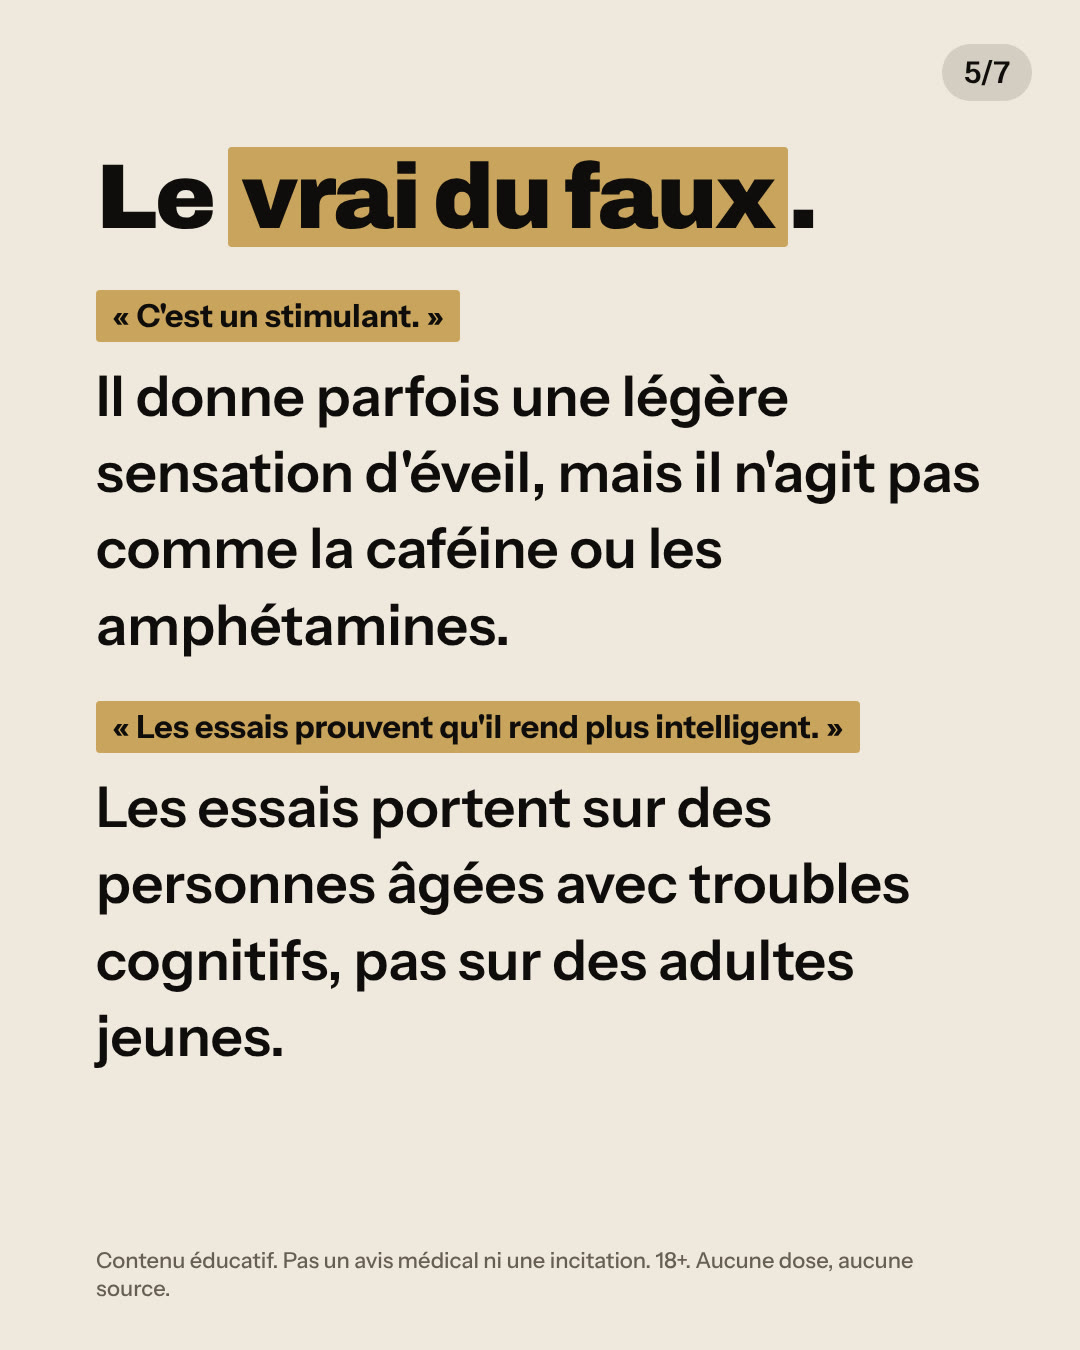 5/7
Le vrai du faux.
« C'est un stimulant. »
Il donne parfois une légère
sensation d'éveil, mais il n'agit pas
comme la caféine ou les
amphétamines.
« Les essais prouvent qu'il rend plus intelligent. »
Les essais portent sur des
personnes âgées avec troubles
cognitifs, pas sur des adultes
jeunes.
Contenu éducatif. Pas un avis médical ni une incitation. 18+. Aucune dose, aucune
source.